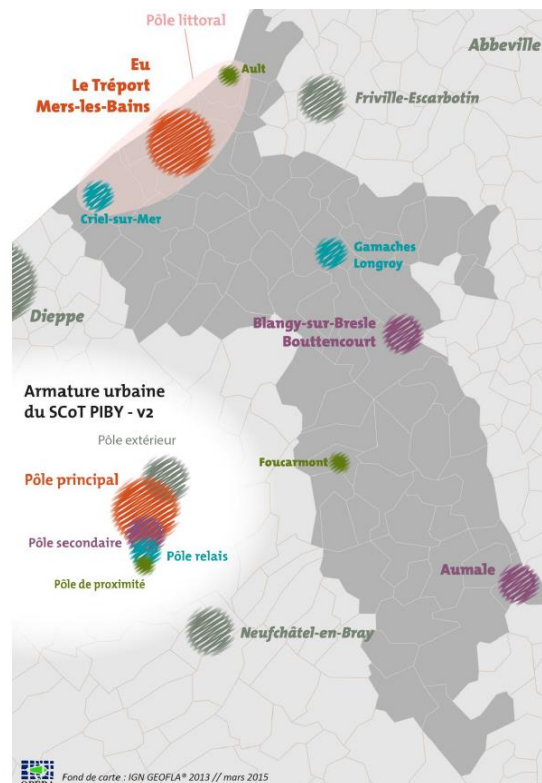 Pôle littoral
Abbeville
Eu
Le Tréport
Mers-les-Bains
Ault
Friville-Escarbotin
Criel-sur-Mer
Gamaches
Longroy
Dieppe
Blangy-sur-Bresle
Bouttencourt
Armature urbaine
du SCoT PIBY - v2
Pôle extérieur
Pôle principal
Pôle secondaire
Pôle relais
Pôle de proximité
Foucarmont
Aumale
Neufchâtel-en-Bray
Fond de carte : IGN GEOFLA® 2013 // mars 2015